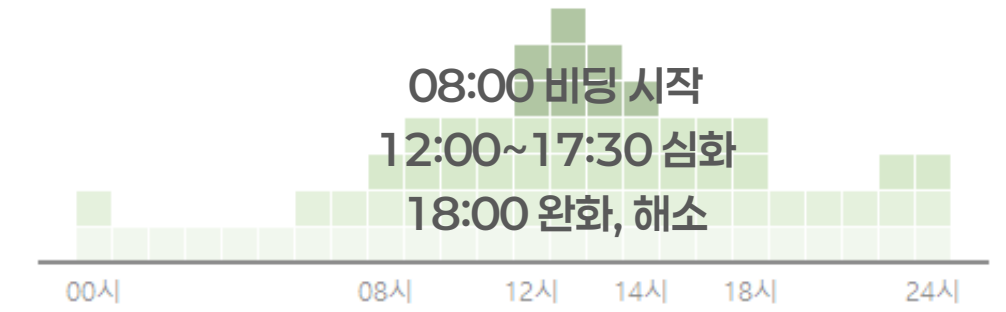 08:00 비딩 시작
12:00~17:30 심화
18:00 완화, 해소
00시 08시 12시 14시 18시 24시